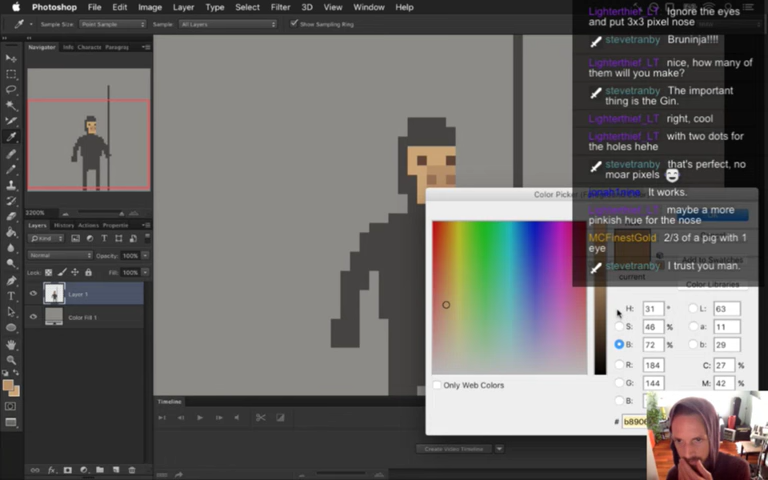 Photoshop File Edit Image Layer Type Select Filter 3D View Window Help
Sample Size: Point Sample Sample: All Layers Show Sampling Ring
Navigator Info Characte Paragraph
3200%
Layers History Actions Properties
Kind
Normal Opacity: 100%
Lock: Fill: 100%
Layer 1
Color Fill 1
Timeline
Create Video Timeline
Color Picker
current
Color Libraries
H: 31 °
S: 46 %
B: 72 %
R: 184
G: 144
B:
L: 63
a: 11
b: 29
C: 27 %
M: 42 %
Only Web Colors
Lighterthief_LT Ignore the eyes
and put 3x3 pixel nose
stevetranby Bruninja!!!!
Lighterthief_LT nice, how many of
them will you make?
stevetranby The important
thing is the Gin.
Lighterthief_LT right, cool
Lighterthief_LT with two dots for
the holes hehe
stevetranby that's perfect, no
moar pixels
It works.
Lighterthief_LT maybe a more
pinkish hue for the nose
MCFinestGold 2/3 of a pig with 1
eye
stevetranby I trust you man.